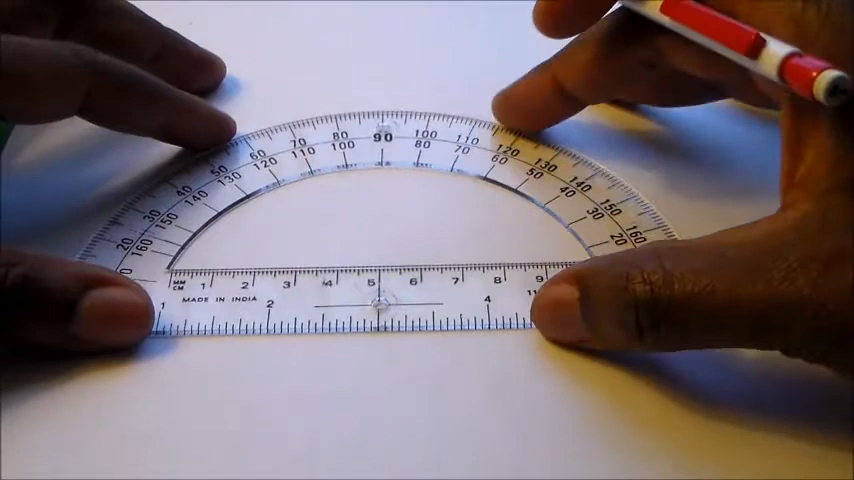 50 60 70 80 90 100 110 120 130 140 150 160
20 30 40 130 120 110 100 80 70 60 50 40 30 20
160 150 140
MM
CM 1 2 3 4 5 6 7 8 9
MADE IN INDIA
1 2 4